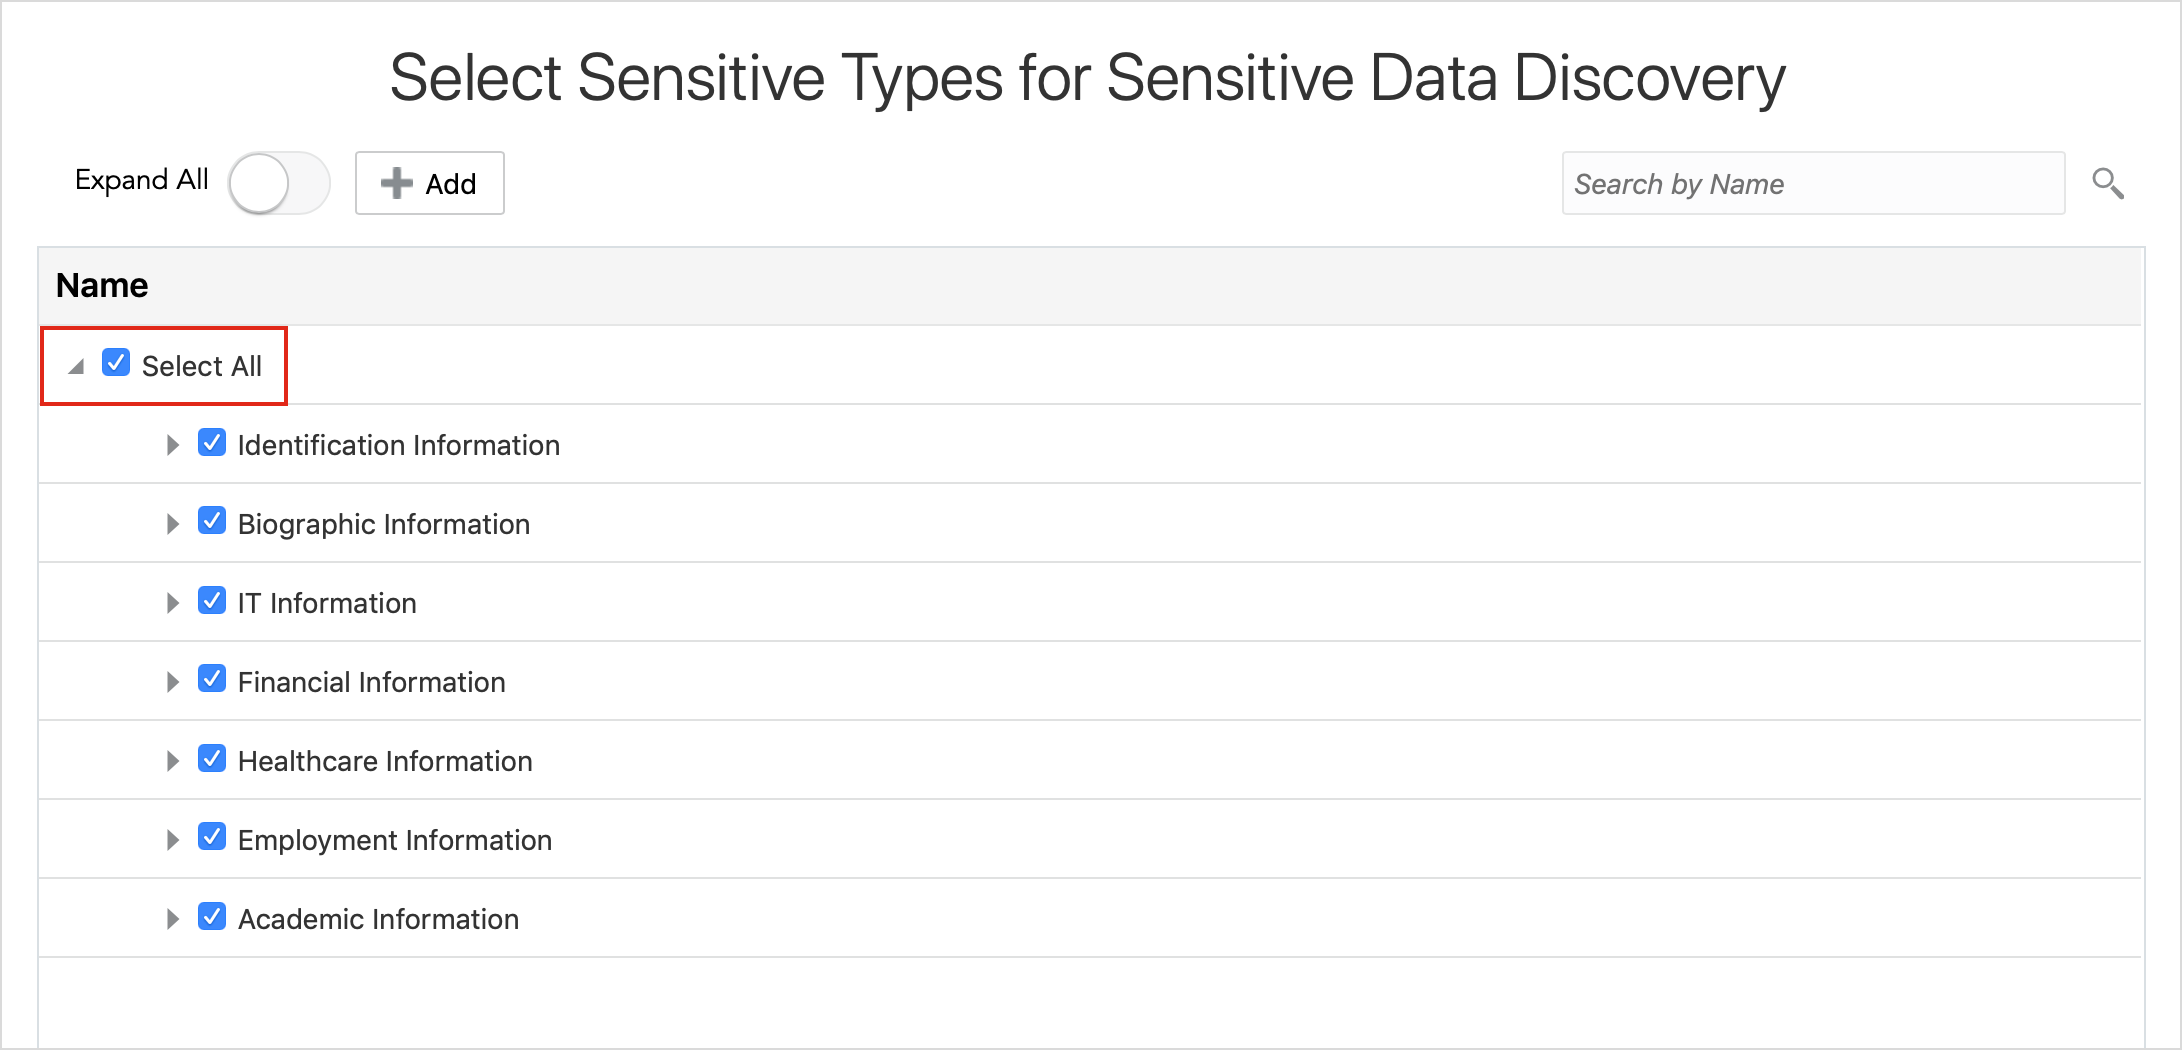 Select Sensitive Types for Sensitive Data Discovery
Expand All
Add
Search by Name
Name
Select All
Identification Information
Biographic Information
IT Information
Financial Information
Healthcare Information
Employment Information
Academic Information